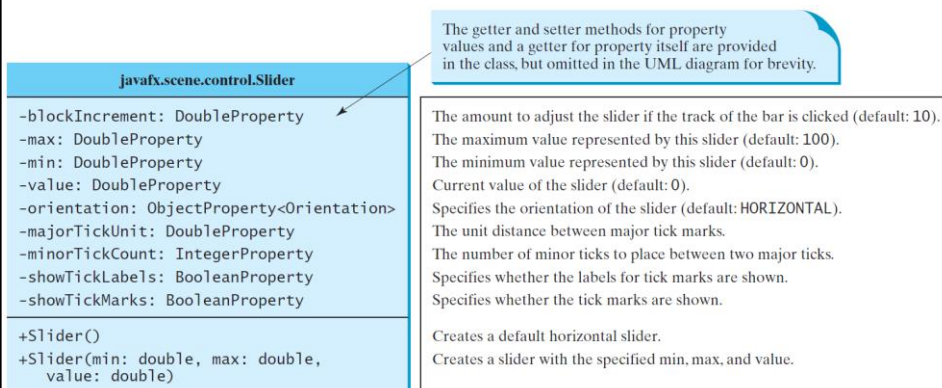 The getter and setter methods for property
values and a getter for property itself are provided
in the class, but omitted in the UML diagram for brevity.
javafx.scene.control.Slider
-blockIncrement: DoubleProperty
-max: DoubleProperty
-min: DoubleProperty
-value: DoubleProperty
-orientation: ObjectProperty<Orientation>
-majorTickUnit: DoubleProperty
-minorTickCount: IntegerProperty
-showTickLabels: BooleanProperty
-showTickMarks: BooleanProperty
+Slider()
+Slider(min: double, max: double,
value: double)
The amount to adjust the slider if the track of the bar is clicked (default: 10).
The maximum value represented by this slider (default: 100).
The minimum value represented by this slider (default: 0).
Current value of the slider (default: 0).
Specifies the orientation of the slider (default: HORIZONTAL).
The unit distance between major tick marks.
The number of minor ticks to place between two major ticks.
Specifies whether the labels for tick marks are shown.
Specifies whether the tick marks are shown.
Creates a default horizontal slider.
Creates a slider with the specified min, max, and value.